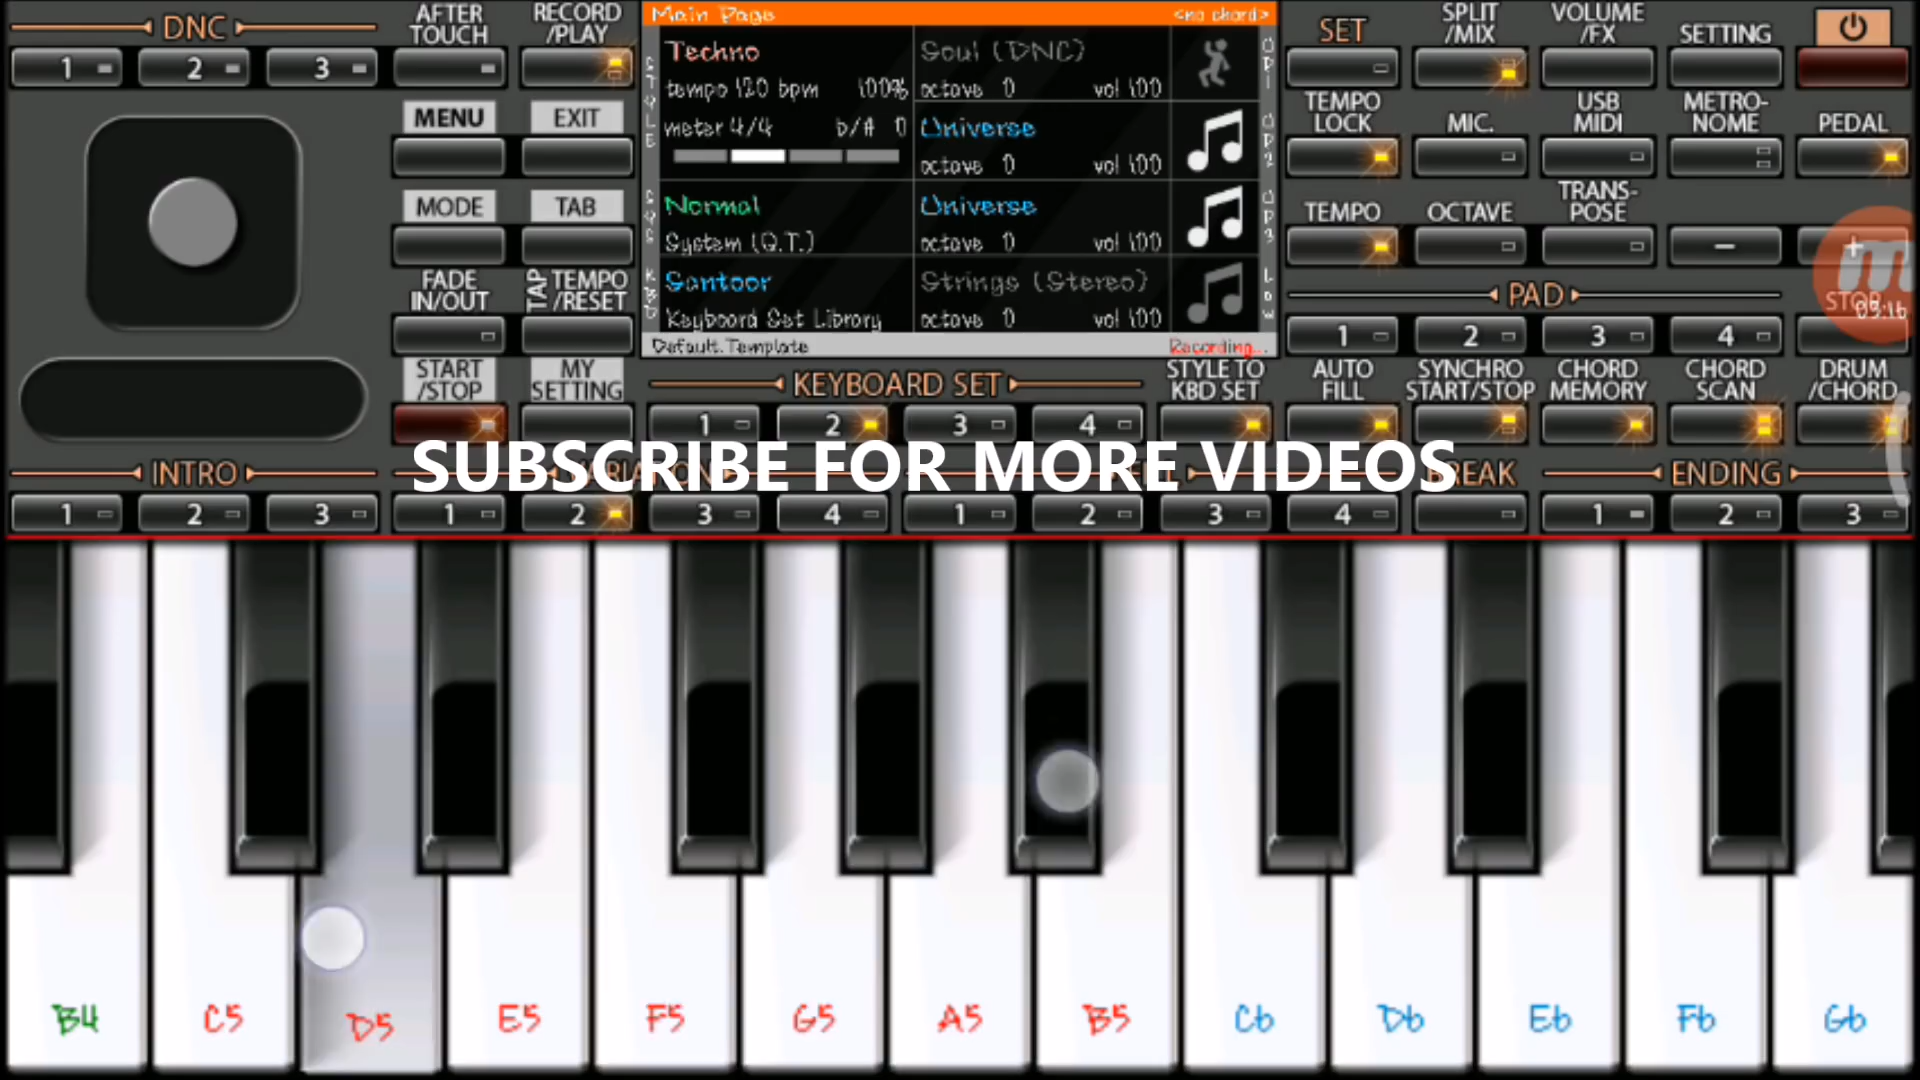 DNC
AFTER TOUCH
RECORD /PLAY
1 2 3
MENU EXIT
MODE TAB
FADE IN/OUT
TAP TEMPO /RESET
START /STOP
MY SETTING
Main Page <no chord>
Techno
tempo 120 bpm 100%
meter 4/4 b/A 0
Normal
System (Q.T.)
Santoor
Keyboard Set Library
Soul (DNC)
octave 0 vol 100
Universe
octave 0 vol 100
Universe
octave 0 vol 100
Strings (Stereo)
octave 0 vol 100
Default.Template Recording...
SET
SPLIT /MIX
VOLUME /FX
SETTING
TEMPO LOCK
MIC.
USB MIDI
METRO-NOME
PEDAL
TEMPO OCTAVE
TRANS-POSE
− +
PAD
STOP
03:16
1 2 3 4
KEYBOARD SET
STYLE TO KBD SET
AUTO FILL
SYNCHRO START/STOP
CHORD MEMORY
CHORD SCAN
DRUM /CHORD
1 2 3 4
SUBSCRIBE FOR MORE VIDEOS
INTRO
ENDING
1 2 3 1 2 3 4 1 2 3 4 1 2 3
B4 C5 D5 E5 F5 G5 A5 B5 C6 D6 E6 F6 G6